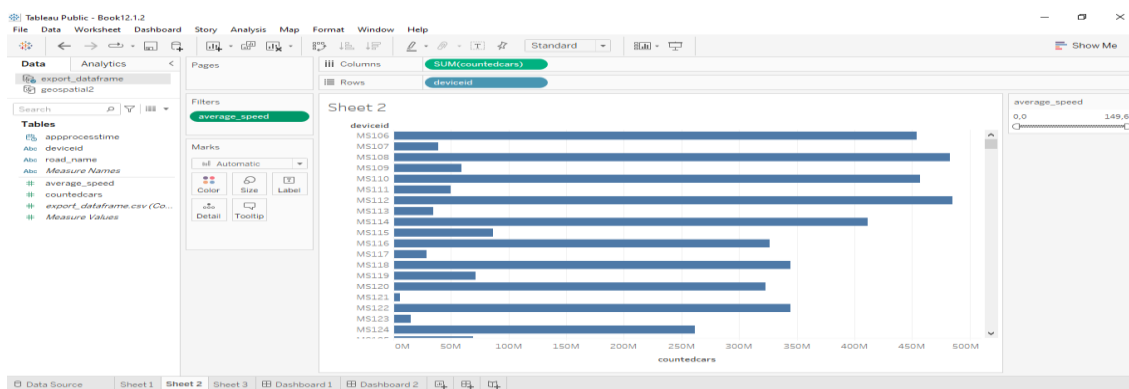 Tableau Public - Book12.1.2
File Data Worksheet Dashboard Story Analysis Map Format Window Help
Standard
Show Me
Data Analytics
export_dataframe
geospatial2
Search
Tables
appprocesstime
Abc deviceid
Abc road_name
Abc Measure Names
# average_speed
# countedcars
# export_dataframe.csv (Co...
# Measure Values
Pages
Filters
average_speed
Marks
Automatic
Color Size Label
Detail Tooltip
Columns SUM(countedcars)
Rows deviceid
Sheet 2
deviceid
MS106
MS107
MS108
MS109
MS110
MS111
MS112
MS113
MS114
MS115
MS116
MS117
MS118
MS119
MS120
MS121
MS122
MS123
MS124
0M 50M 100M 150M 200M 250M 300M 350M 400M 450M 500M
countedcars
average_speed
0,0 149,6
Data Source Sheet 1 Sheet 2 Sheet 3 Dashboard 1 Dashboard 2